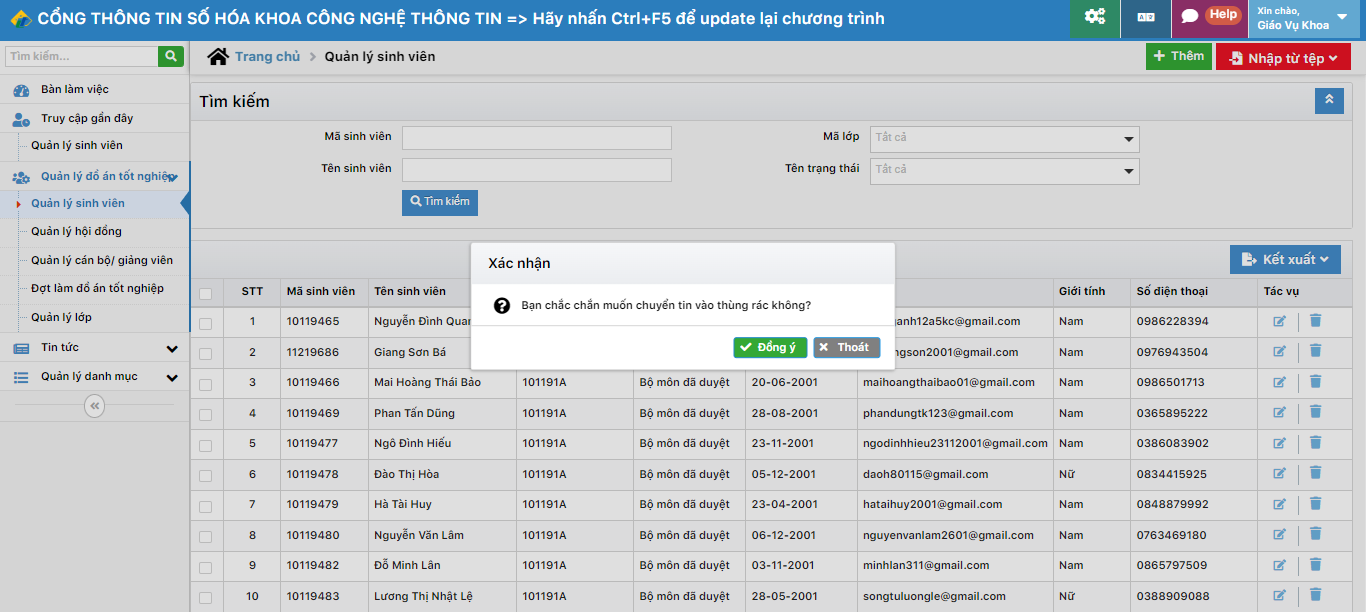 CỔNG THÔNG TIN SỐ HÓA KHOA CÔNG NGHỆ THÔNG TIN => Hãy nhấn Ctrl+F5 để update lại chương trình
Help
Xin chào,
Giáo Vụ Khoa
Tìm kiếm...
Trang chủ > Quản lý sinh viên
Thêm
Nhập từ tệp
Bàn làm việc
Truy cập gần đây
Quản lý sinh viên
Quản lý đồ án tốt nghiệp
Quản lý sinh viên
Quản lý hội đồng
Quản lý cán bộ/ giảng viên
Đợt làm đồ án tốt nghiệp
Quản lý lớp
Tin tức
Quản lý danh mục
Tìm kiếm
Mã sinh viên
Mã lớp
Tất cả
Tên sinh viên
Tên trạng thái
Tất cả
Tìm kiếm
Kết xuất
Xác nhận
Bạn chắc chắn muốn chuyển tin vào thùng rác không?
Đồng ý
Thoát
STT Mã sinh viên Tên sinh viên Giới tính Số điện thoại Tác vụ
1 10119465 Nguyễn Đình anh12a5kc@gmail.com Nam 0986228394
2 11219686 Giang Sơn Bá ngson2001@gmail.com Nam 0976943504
3 10119466 Mai Hoàng Thái Bảo 101191A Bộ môn đã duyệt 20-06-2001 maihoangthaibao01@gmail.com Nam 0986501713
4 10119469 Phan Tấn Dũng 101191A Bộ môn đã duyệt 28-08-2001 phandungtk123@gmail.com Nam 0365895222
5 10119477 Ngô Đình Hiếu 101191A Bộ môn đã duyệt 23-11-2001 ngodinhhieu23112001@gmail.com Nam 0386083902
6 10119478 Đào Thị Hòa 101191A Bộ môn đã duyệt 05-12-2001 daoh80115@gmail.com Nữ 0834415925
7 10119479 Hà Tài Huy 101191A Bộ môn đã duyệt 23-04-2001 hataihuy2001@gmail.com Nam 0848879992
8 10119480 Nguyễn Văn Lâm 101191A Bộ môn đã duyệt 06-12-2001 nguyenvanlam2601@gmail.com Nam 0763469180
9 10119482 Đỗ Minh Lân 101191A Bộ môn đã duyệt 03-11-2001 minhlan311@gmail.com Nam 0865797509
10 10119483 Lương Thị Nhật Lệ 101191A Bộ môn đã duyệt 28-05-2001 songtuluongle@gmail.com Nữ 0388909088